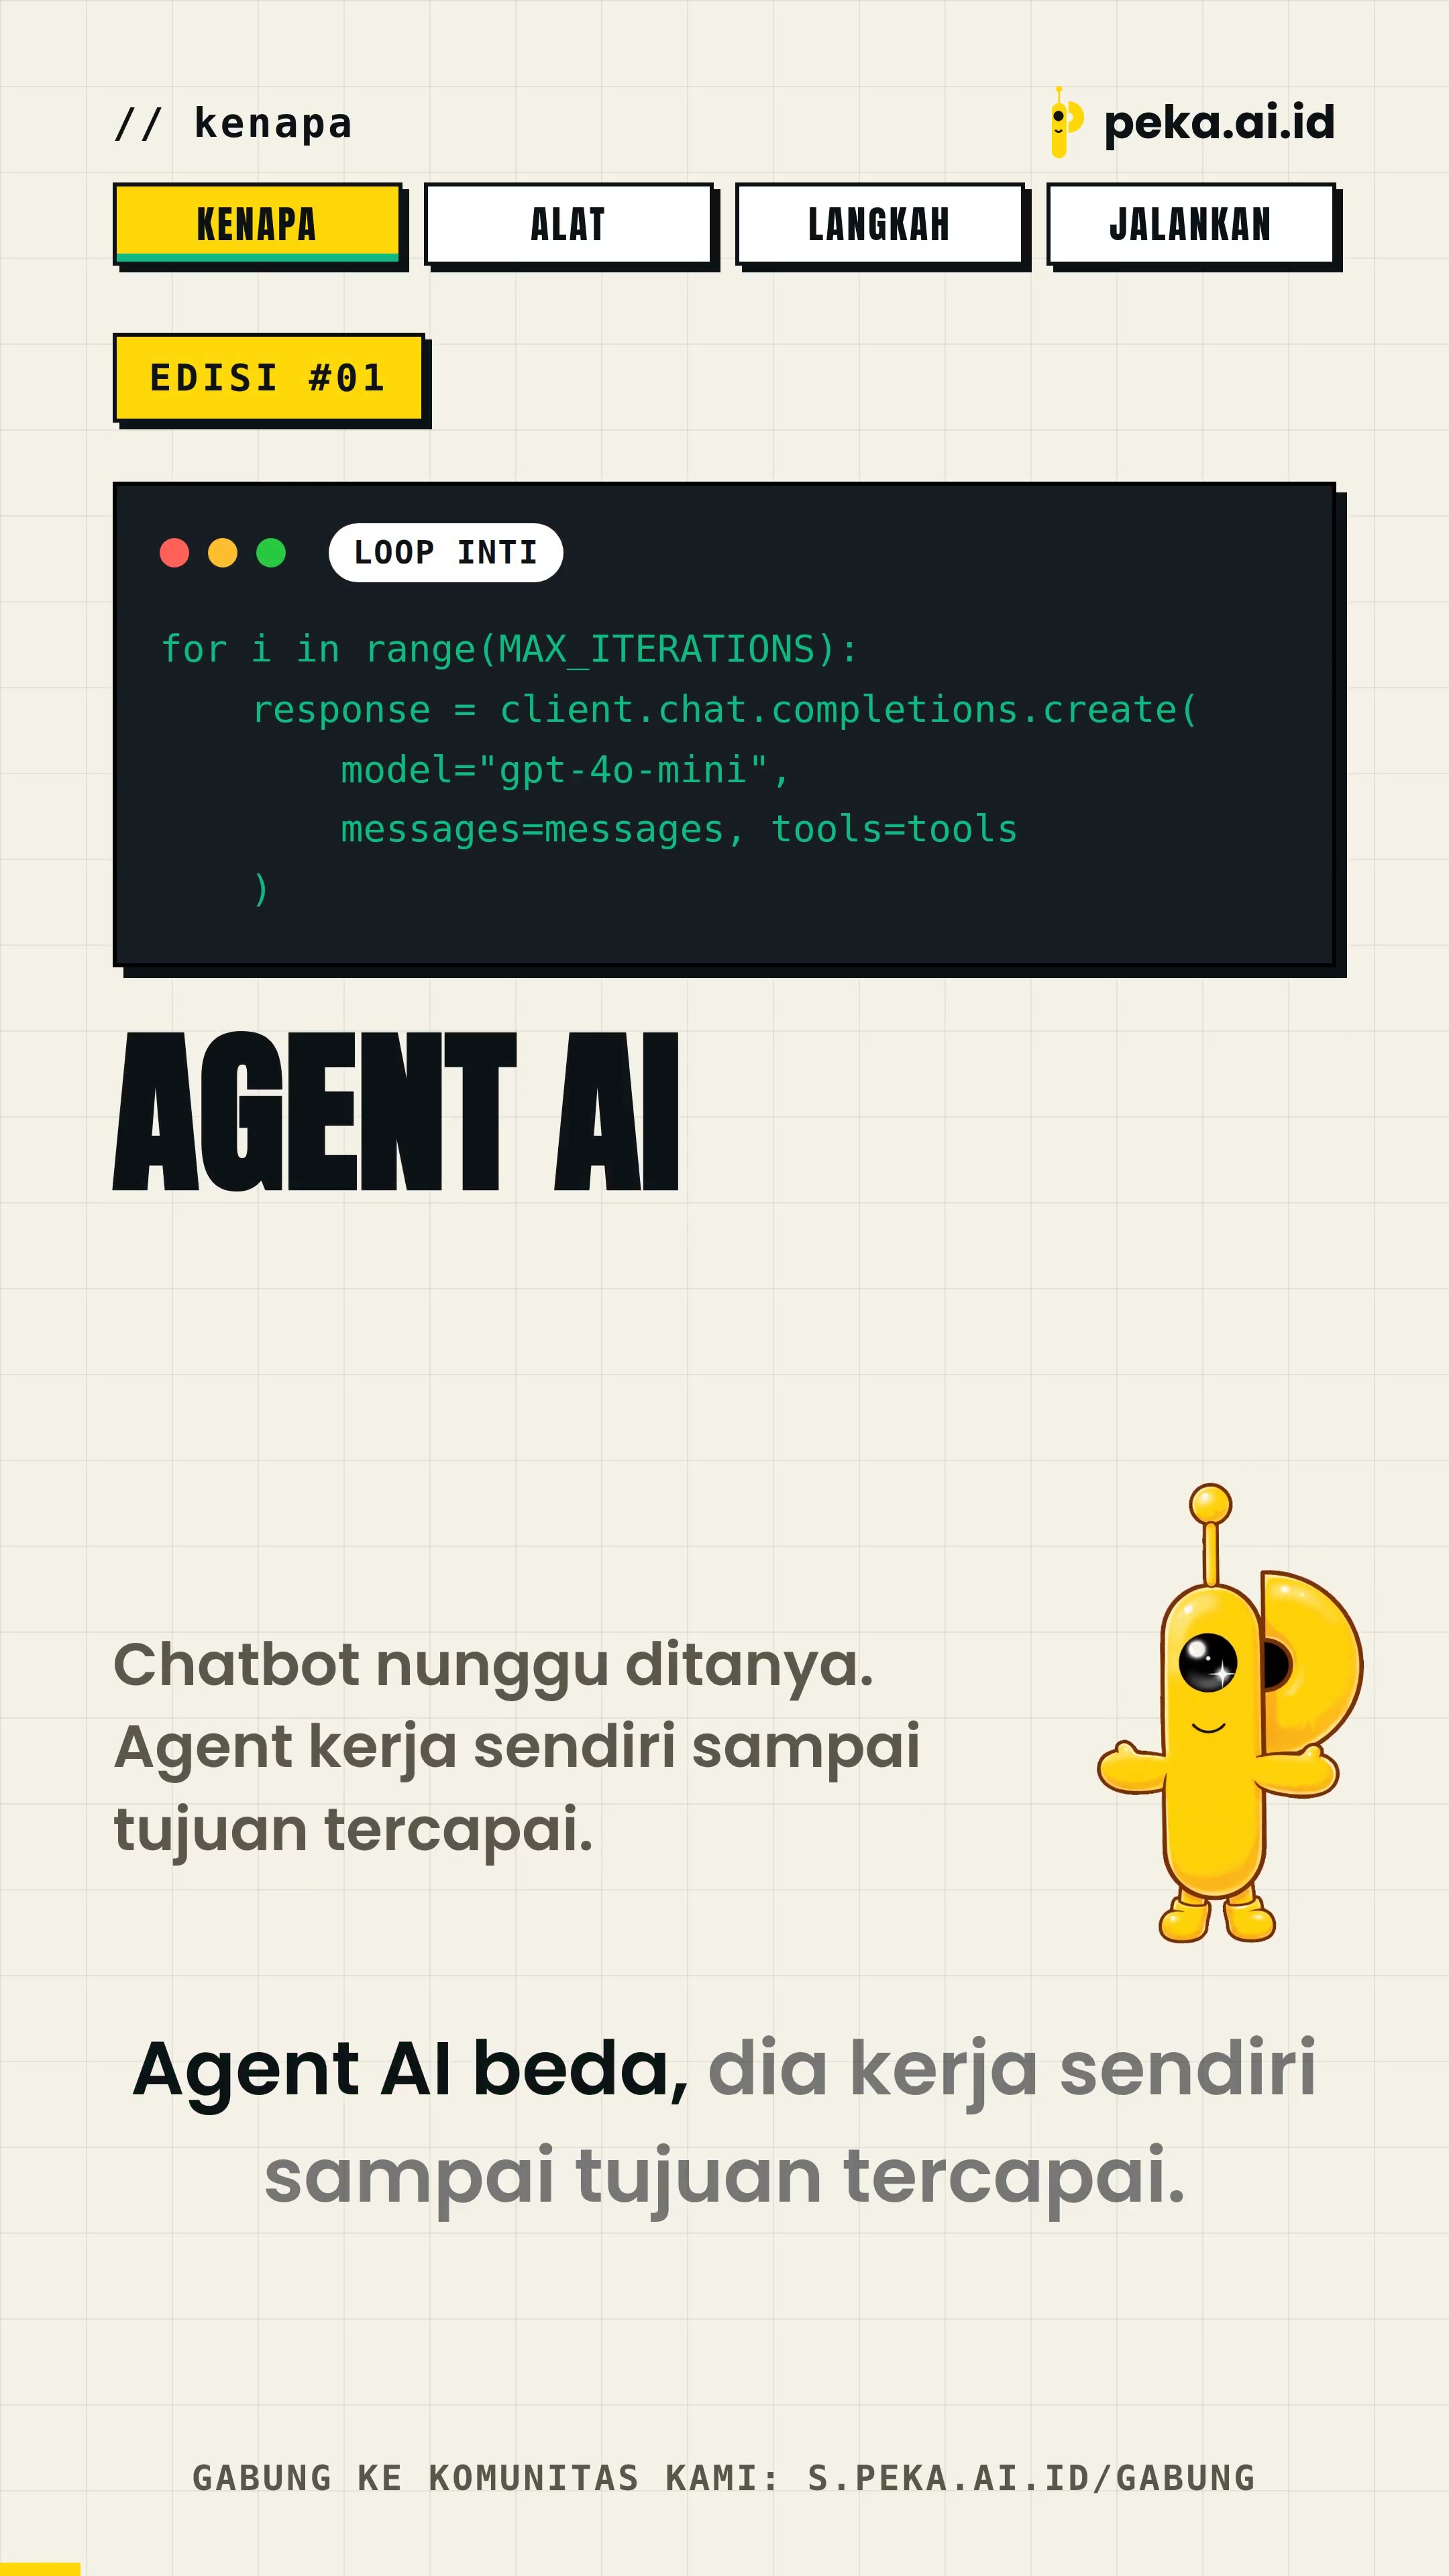 // kenapa
peka.ai.id
KENAPA
ALAT
LANGKAH
JALANKAN
EDISI #01
LOOP INTI
for i in range(MAX_ITERATIONS):
    response = client.chat.completions.create(
        model="gpt-4o-mini",
        messages=messages, tools=tools
    )
AGENT AI
Chatbot nunggu ditanya.
Agent kerja sendiri sampai
tujuan tercapai.
Agent AI beda, dia kerja sendiri
sampai tujuan tercapai.
GABUNG KE KOMUNITAS KAMI: S.PEKA.AI.ID/GABUNG